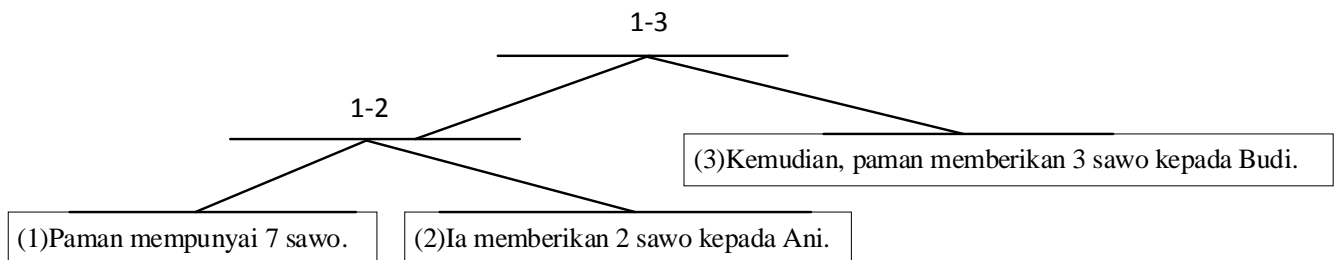 1-3
1-2
(3)Kemudian, paman memberikan 3 sawo kepada Budi.
(1)Paman mempunyai 7 sawo.
(2)Ia memberikan 2 sawo kepada Ani.